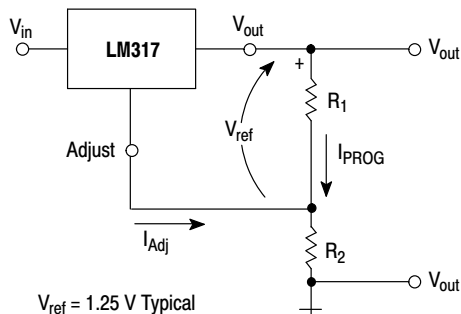 V_in
LM317
V_out
V_out
+
R_1
V_ref
Adjust
I_PROG
I_Adj
R_2
V_out
V_ref = 1.25 V Typical